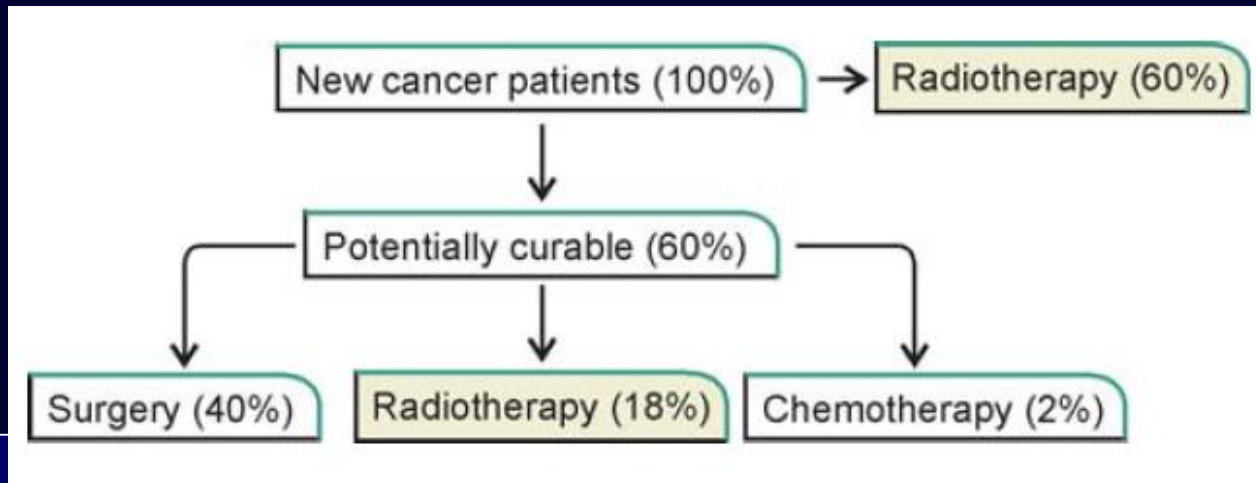 New cancer patients (100%)
Radiotherapy (60%)
Potentially curable (60%)
Surgery (40%)
Radiotherapy (18%)
Chemotherapy (2%)